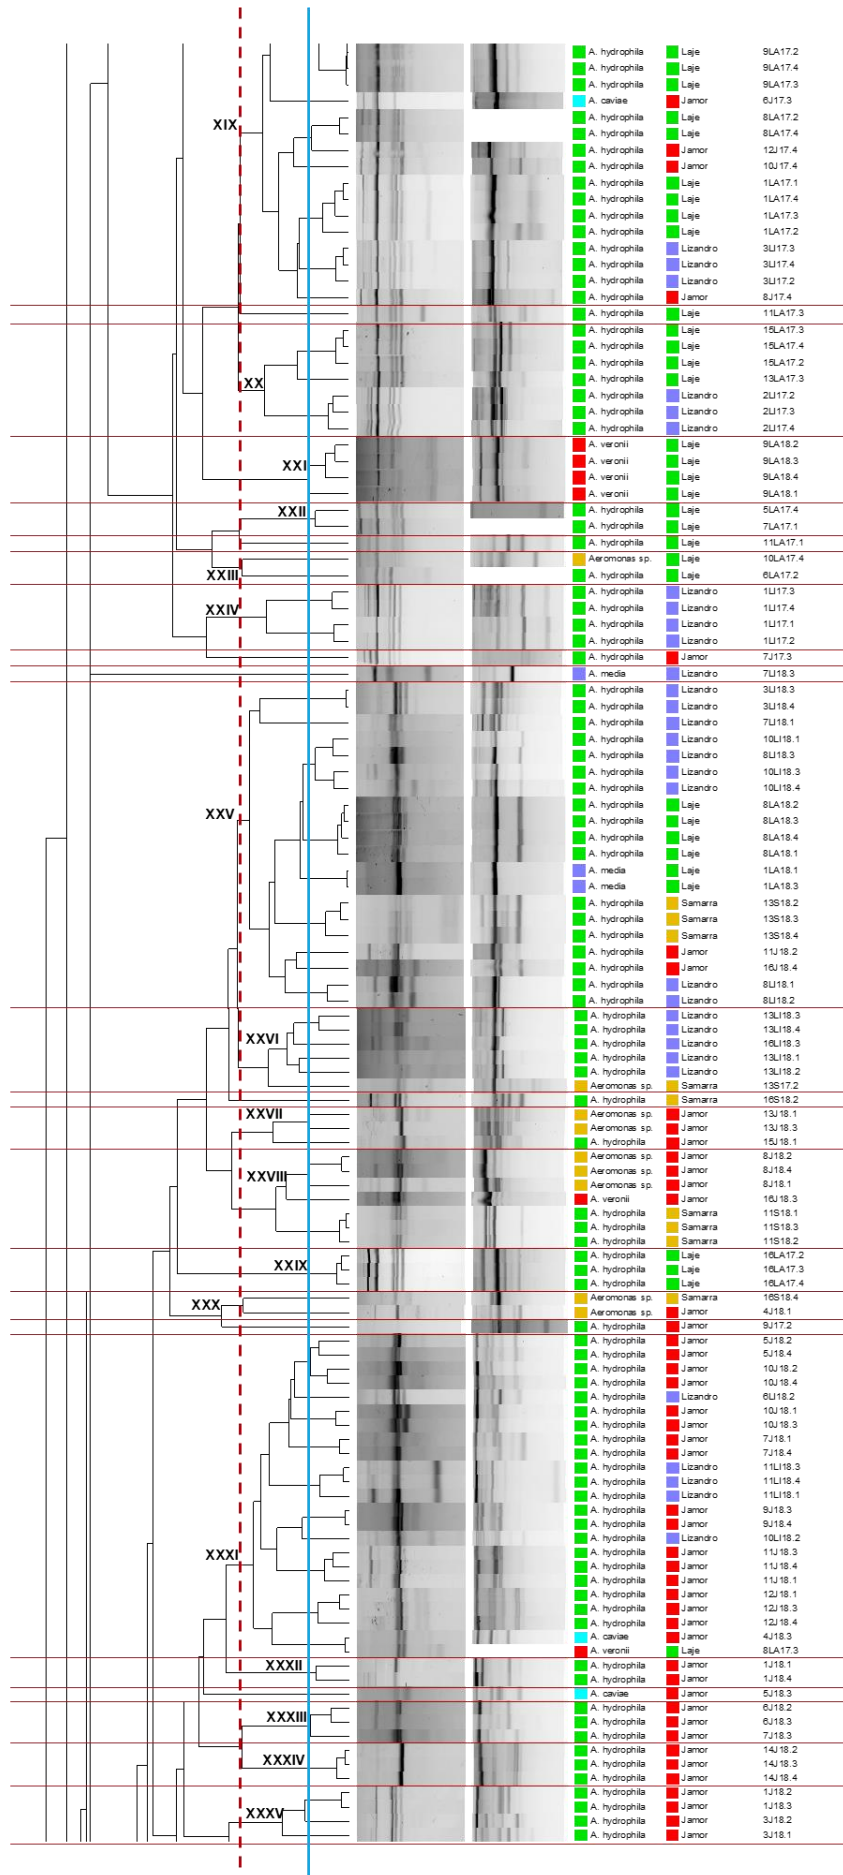 A. hydrophila Laje 9LA17.2
A. hydrophila Laje 9LA17.4
A. hydrophila Laje 9LA17.3
A. caviae Jamor 6J17.3
XIX A. hydrophila Laje 8LA17.2
A. hydrophila Laje 8LA17.4
A. hydrophila Jamor 12J17.4
A. hydrophila Jamor 10J17.4
A. hydrophila Laje 1LA17.1
A. hydrophila Laje 1LA17.4
A. hydrophila Laje 1LA17.3
A. hydrophila Laje 1LA17.2
A. hydrophila Lizandro 3LI17.3
A. hydrophila Lizandro 3LI17.4
A. hydrophila Lizandro 3LI17.2
A. hydrophila Jamor 8J17.4
A. hydrophila Laje 11LA17.3
A. hydrophila Laje 15LA17.3
A. hydrophila Laje 15LA17.4
A. hydrophila Laje 15LA17.2
XX A. hydrophila Laje 13LA17.3
A. hydrophila Lizandro 2LI17.2
A. hydrophila Lizandro 2LI17.3
A. hydrophila Lizandro 2LI17.4
A. veronii Laje 9LA18.2
XXI A. veronii Laje 9LA18.3
A. veronii Laje 9LA18.4
A. veronii Laje 9LA18.1
XXII A. hydrophila Laje 5LA17.4
A. hydrophila Laje 7LA17.1
A. hydrophila Laje 11LA17.1
Aeromonas sp. Laje 10LA17.4
XXIII A. hydrophila Laje 6LA17.2
A. hydrophila Lizandro 1LI17.3
XXIV A. hydrophila Lizandro 1LI17.4
A. hydrophila Lizandro 1LI17.1
A. hydrophila Lizandro 1LI17.2
A. hydrophila Jamor 7J17.3
A. media Lizandro 7LI18.3
A. hydrophila Lizandro 3LI18.3
A. hydrophila Lizandro 3LI18.4
A. hydrophila Lizandro 7LI18.1
A. hydrophila Lizandro 10LI18.1
A. hydrophila Lizandro 8LI18.3
A. hydrophila Lizandro 10LI18.3
A. hydrophila Lizandro 10LI18.4
A. hydrophila Laje 8LA18.2
XXV A. hydrophila Laje 8LA18.3
A. hydrophila Laje 8LA18.4
A. hydrophila Laje 8LA18.1
A. media Laje 1LA18.1
A. media Laje 1LA18.3
A. hydrophila Samarra 13S18.2
A. hydrophila Samarra 13S18.3
A. hydrophila Samarra 13S18.4
A. hydrophila Jamor 11J18.2
A. hydrophila Jamor 16J18.4
A. hydrophila Lizandro 8LI18.1
A. hydrophila Lizandro 8LI18.2
A. hydrophila Lizandro 13LI18.3
A. hydrophila Lizandro 13LI18.4
XXVI A. hydrophila Lizandro 16LI18.3
A. hydrophila Lizandro 13LI18.1
A. hydrophila Lizandro 13LI18.2
Aeromonas sp. Samarra 13S17.2
A. hydrophila Samarra 16S18.2
XXVII Aeromonas sp. Jamor 13J18.1
Aeromonas sp. Jamor 13J18.3
A. hydrophila Jamor 15J18.1
Aeromonas sp. Jamor 8J18.2
XXVIII Aeromonas sp. Jamor 8J18.4
Aeromonas sp. Jamor 8J18.1
A. veronii Jamor 16J18.3
A. hydrophila Samarra 11S18.1
A. hydrophila Samarra 11S18.3
A. hydrophila Samarra 11S18.2
XXIX A. hydrophila Laje 16LA17.2
A. hydrophila Laje 16LA17.3
A. hydrophila Laje 16LA17.4
Aeromonas sp. Samarra 16S18.4
XXX Aeromonas sp. Jamor 4J18.1
A. hydrophila Jamor 9J17.2
A. hydrophila Jamor 5J18.2
A. hydrophila Jamor 5J18.4
A. hydrophila Jamor 10J18.2
A. hydrophila Jamor 10J18.4
A. hydrophila Lizandro 6LI18.2
A. hydrophila Jamor 10J18.1
A. hydrophila Jamor 10J18.3
A. hydrophila Jamor 7J18.1
A. hydrophila Jamor 7J18.4
A. hydrophila Lizandro 11LI18.3
A. hydrophila Lizandro 11LI18.4
A. hydrophila Lizandro 11LI18.1
A. hydrophila Jamor 9J18.3
A. hydrophila Jamor 9J18.4
A. hydrophila Lizandro 10LI18.2
XXXI A. hydrophila Jamor 11J18.3
A. hydrophila Jamor 11J18.4
A. hydrophila Jamor 11J18.1
A. hydrophila Jamor 12J18.1
A. hydrophila Jamor 12J18.3
A. hydrophila Jamor 12J18.4
A. caviae Jamor 4J18.3
A. veronii Laje 8LA17.3
XXXII A. hydrophila Jamor 1J18.1
A. hydrophila Jamor 1J18.4
A. caviae Jamor 5J18.3
A. hydrophila Jamor 6J18.2
XXXIII A. hydrophila Jamor 6J18.3
A. hydrophila Jamor 7J18.3
A. hydrophila Jamor 14J18.2
XXXIV A. hydrophila Jamor 14J18.3
A. hydrophila Jamor 14J18.4
A. hydrophila Jamor 1J18.2
A. hydrophila Jamor 1J18.3
XXXV A. hydrophila Jamor 3J18.2
A. hydrophila Jamor 3J18.1